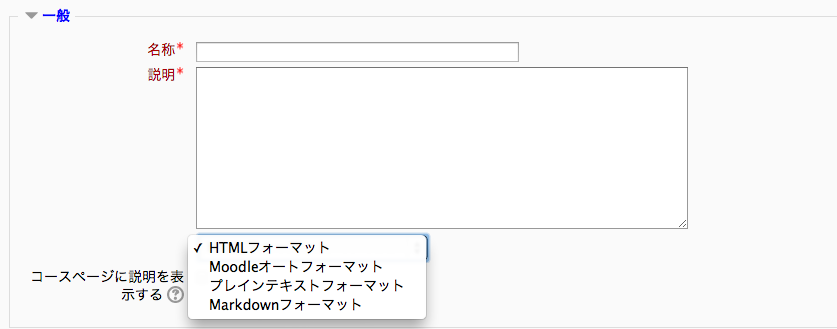 一般
名称*
説明*
✓ HTMLフォーマット
Moodleオートフォーマット
プレインテキストフォーマット
Markdownフォーマット
コースページに説明を表
示する ?